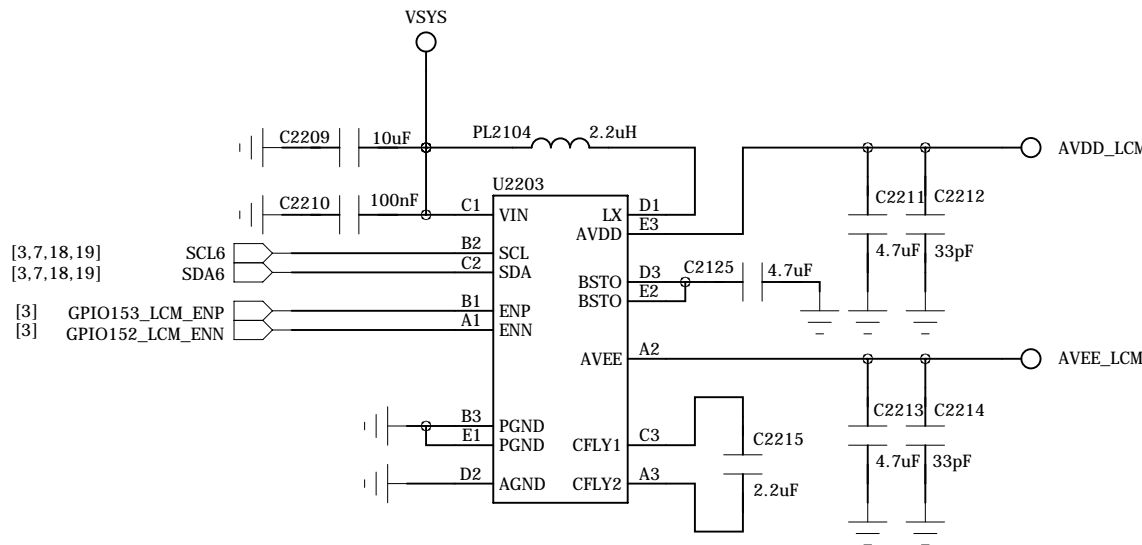 VSYS
C2209 10uF PL2104 2.2uH AVDD_LCM
C2211 C2212
U2203
C2210 100nF C1 VIN LX D1
AVDD E3
4.7uF 33pF
[3,7,18,19] SCL6 B2 SCL
[3,7,18,19] SDA6 C2 SDA
BSTO D3 C2125 4.7uF
BSTO E2
[3] GPIO153_LCM_ENP B1 ENP
[3] GPIO152_LCM_ENN A1 ENN
AVEE A2 AVEE_LCM
C2213 C2214
B3 PGND
E1 PGND CFLY1 C3 C2215
4.7uF 33pF
D2 AGND CFLY2 A3 2.2uF